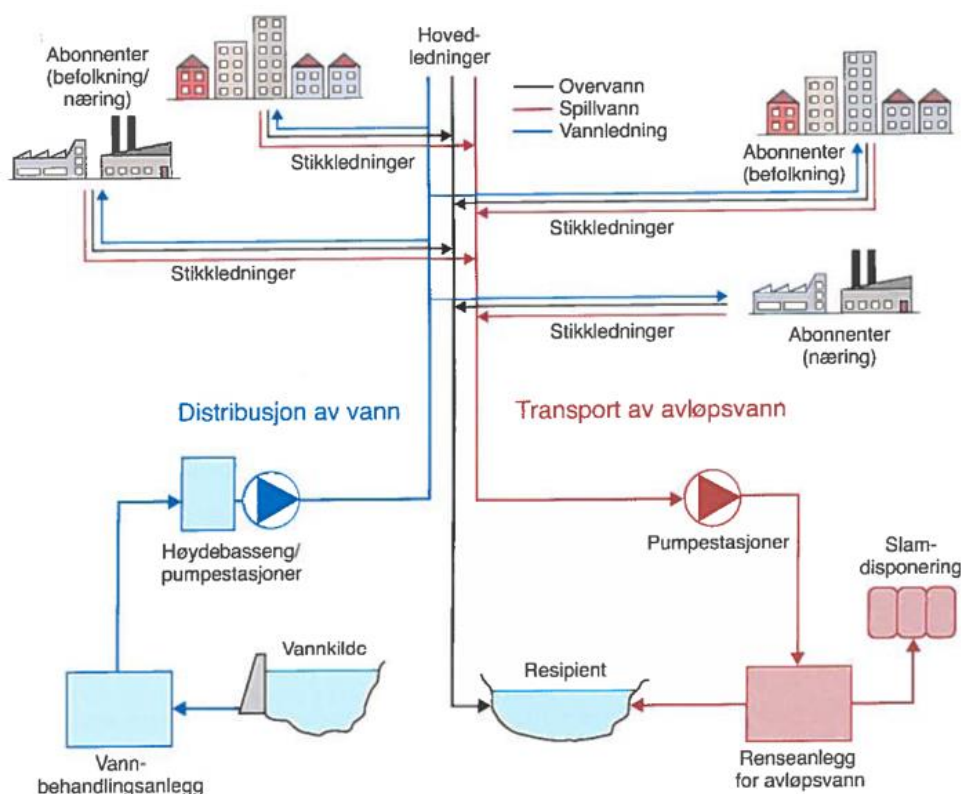 Abonnenter
(befolkning/
næring)
Hoved-
ledninger
Overvann
Spillvann
Vannledning
Stikkledninger
Abonnenter
(befolkning)
Stikkledninger
Stikkledninger
Stikkledninger
Abonnenter
(næring)
Distribusjon av vann
Transport av avløpsvann
Høydebasseng/
pumpestasjoner
Pumpestasjoner
Slam-
disponering
Vannkilde
Resipient
Vann-
behandlingsanlegg
Renseanlegg
for avløpsvann